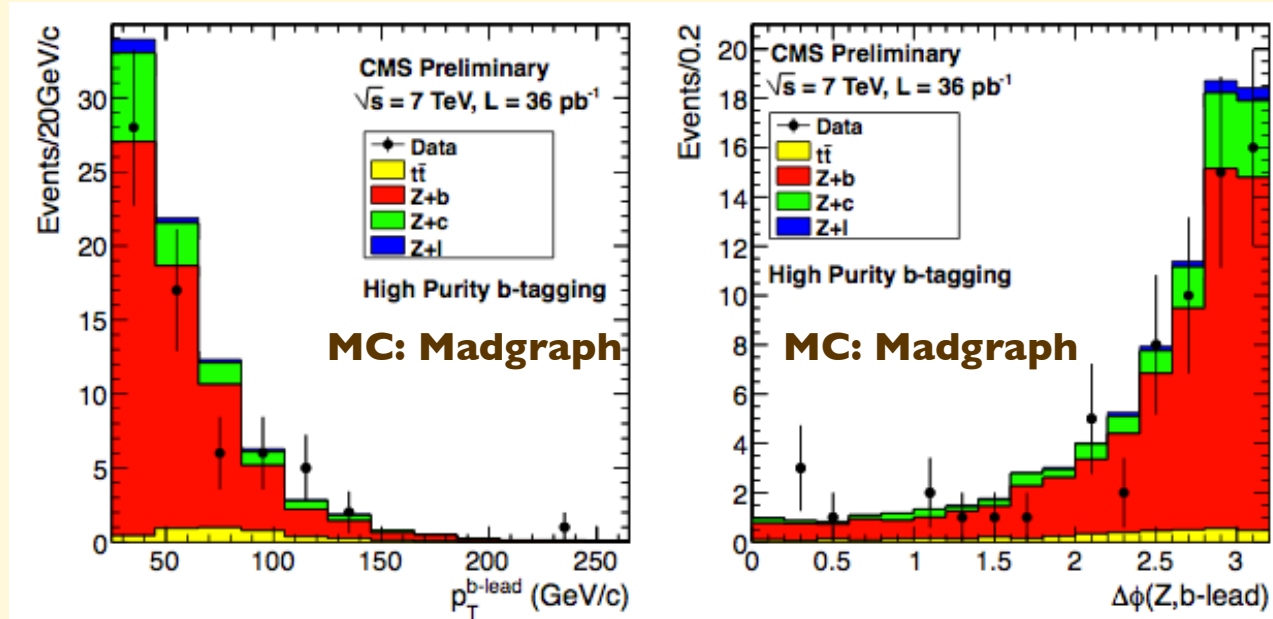 Events/20GeV/c
30
25
20
15
10
5
0
50
100
150
200
250
p_T^{b-lead} (GeV/c)
CMS Preliminary
√s = 7 TeV, L = 36 pb⁻¹
Data
tt̄
Z+b
Z+c
Z+l
High Purity b-tagging
MC: Madgraph
Events/0.2
20
18
16
14
12
10
8
6
4
2
0
0
0.5
1
1.5
2
2.5
3
Δϕ(Z,b-lead)
CMS Preliminary
√s = 7 TeV, L = 36 pb⁻¹
Data
tt̄
Z+b
Z+c
Z+l
High Purity b-tagging
MC: Madgraph